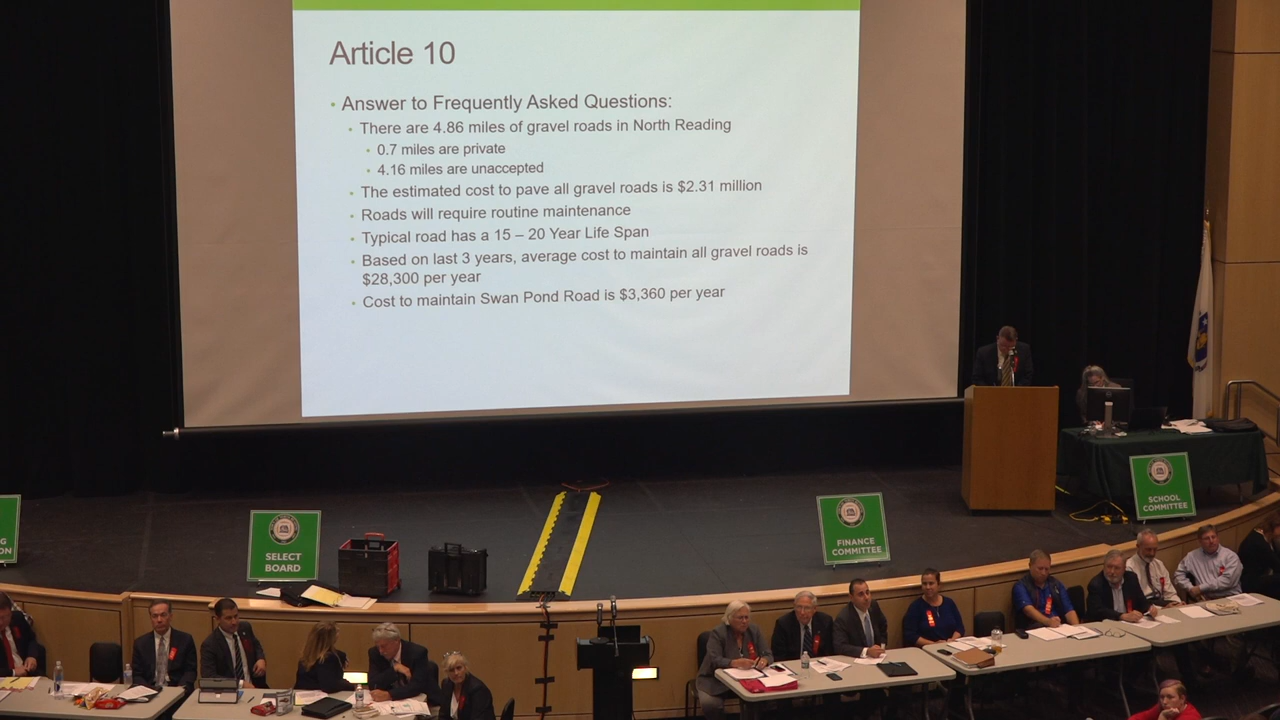 Article 10
• Answer to Frequently Asked Questions:
• There are 4.86 miles of gravel roads in North Reading
• 0.7 miles are private
• 4.16 miles are unaccepted
• The estimated cost to pave all gravel roads is $2.31 million
• Roads will require routine maintenance
• Typical road has a 15 – 20 Year Life Span
• Based on last 3 years, average cost to maintain all gravel roads is
$28,300 per year
• Cost to maintain Swan Pond Road is $3,360 per year
SELECT
BOARD
FINANCE
COMMITTEE
SCHOOL
COMMITTEE